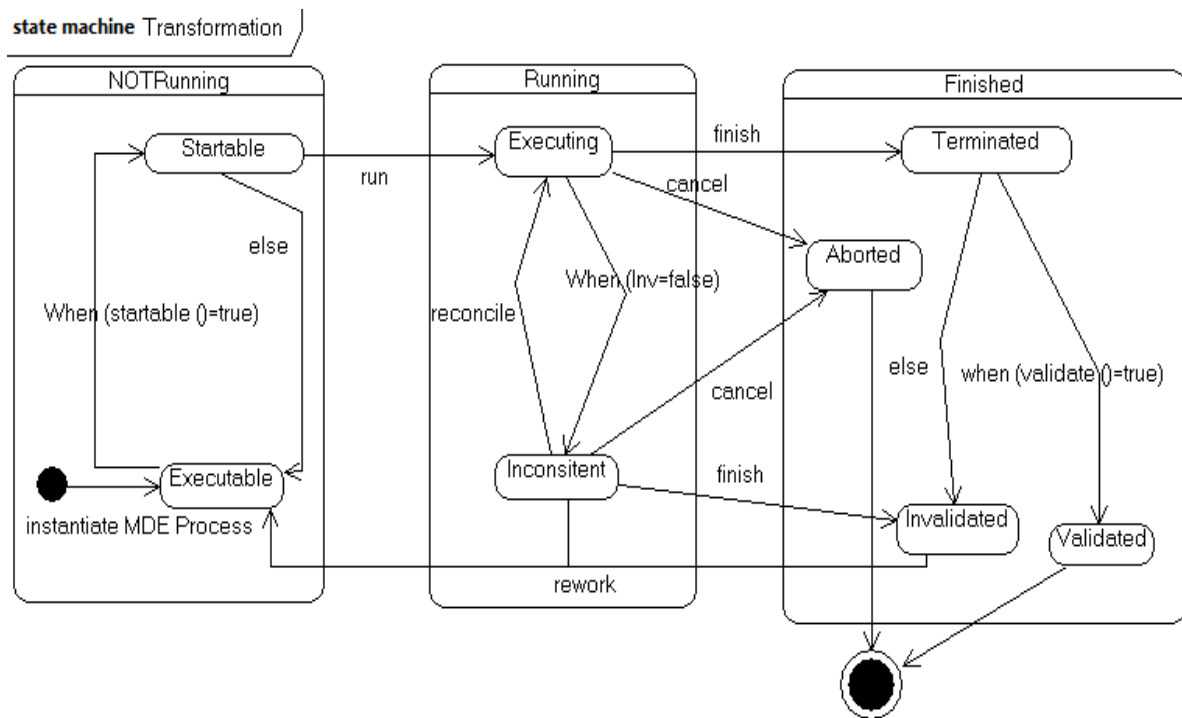 state machine Transformation
NOTRunning
Running
Finished
Startable
Executing
finish
Terminated
run
cancel
else
Aborted
When (Inv=false)
When (startable ()=true)
reconcile
else
when (validate ()=true)
cancel
Inconsitent
finish
Executable
Invalidated
instantiate MDE Process
Validated
rework